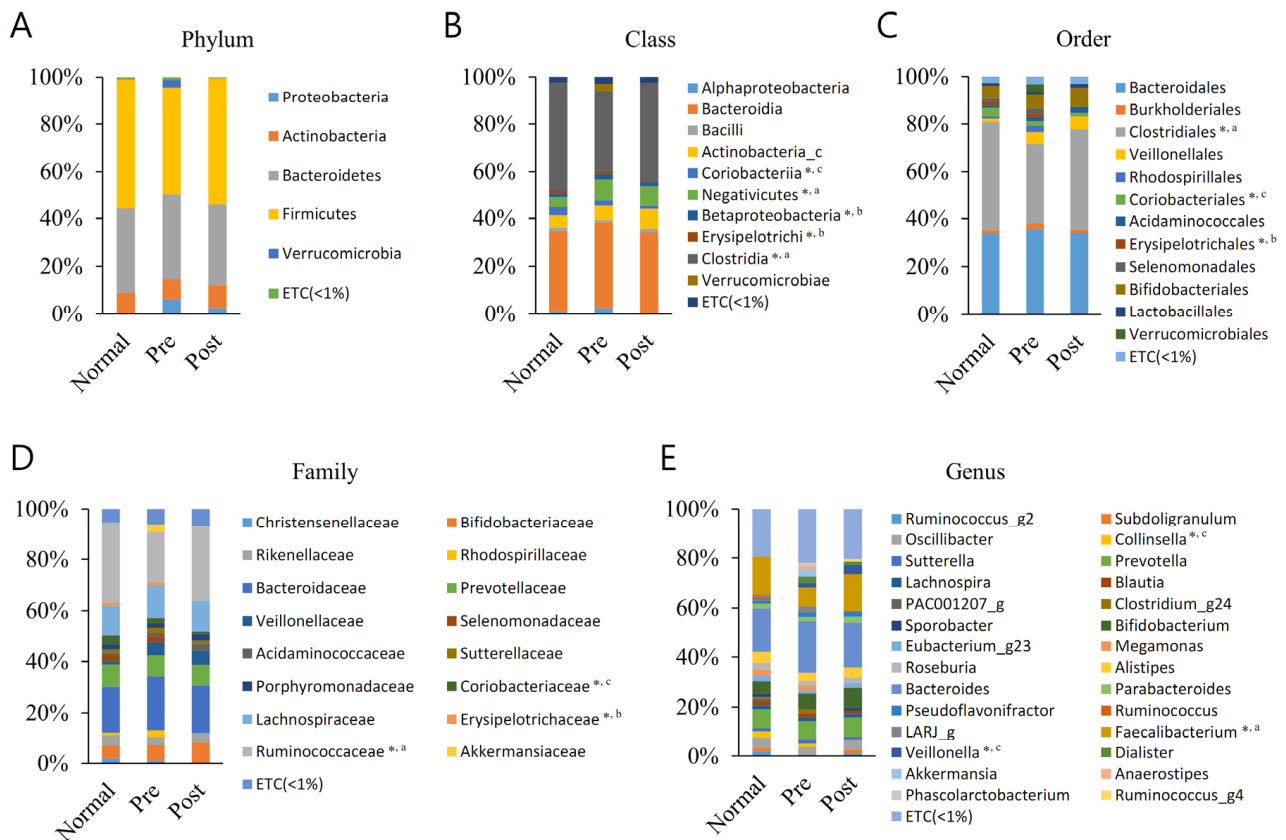 A
Phylum
100%
80%
60%
40%
20%
0%
Normal
Pre
Post
Proteobacteria
Actinobacteria
Bacteroidetes
Firmicutes
Verrucomicrobia
ETC(<1%)
B
Class
100%
80%
60%
40%
20%
0%
Normal
Pre
Post
Alphaproteobacteria
Bacteroidia
Bacilli
Actinobacteria_c
Coriobacteriia *, c
Negativicutes *, a
Betaproteobacteria *, b
Erysipelotrichi *, b
Clostridia *, a
Verrucomicrobiae
ETC(<1%)
C
Order
100%
80%
60%
40%
20%
0%
Normal
Pre
Post
Bacteroidales
Burkholderiales
Clostridiales *, a
Veillonellales
Rhodospirillales
Coriobacteriales *, c
Acidaminococcales
Erysipelotrichales *, b
Selenomonadales
Bifidobacteriales
Lactobacillales
Verrucomicrobiales
ETC(<1%)
D
Family
100%
80%
60%
40%
20%
0%
Normal
Pre
Post
Christensenellaceae
Bifidobacteriaceae
Rikenellaceae
Rhodospirillaceae
Bacteroidaceae
Prevotellaceae
Veillonellaceae
Selenomonadaceae
Acidaminococcaceae
Sutterellaceae
Porphyromonadaceae
Coriobacteriaceae *, c
Lachnospiraceae
Erysipelotrichaceae *, b
Ruminococcaceae *, a
Akkermansiaceae
ETC(<1%)
E
Genus
100%
80%
60%
40%
20%
0%
Normal
Pre
Post
Ruminococcus_g2
Subdoligranulum
Oscillibacter
Collinsella *, c
Sutterella
Prevotella
Lachnospira
Blautia
PAC001207_g
Clostridium_g24
Sporobacter
Bifidobacterium
Eubacterium_g23
Megamonas
Roseburia
Alistipes
Bacteroides
Parabacteroides
Pseudoflavonifractor
Ruminococcus
LARJ_g
Faecalibacterium *, a
Veillonella *, c
Dialister
Akkermansia
Anaerostipes
Phascolarctobacterium
Ruminococcus_g4
ETC(<1%)